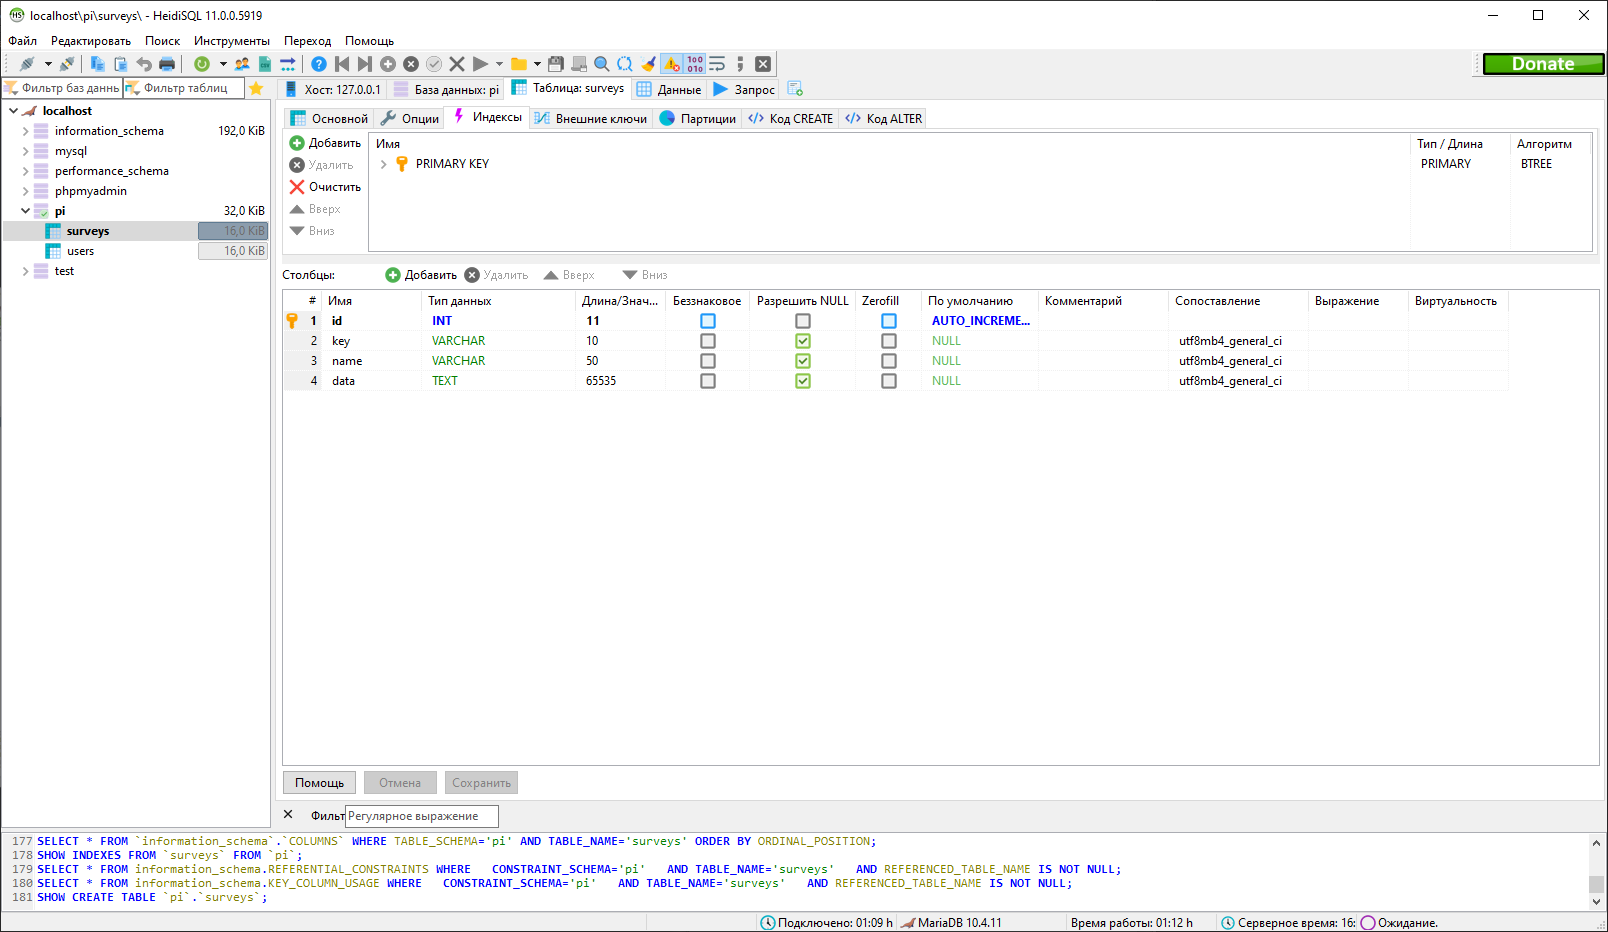 localhost\pi\surveys\ - HeidiSQL 11.0.0.5919
Файл Редактировать Поиск Инструменты Переход Помощь
Donate
Фильтр баз данны Фильтр таблиц
Хост: 127.0.0.1 База данных: pi Таблица: surveys Данные Запрос
localhost
information_schema 192,0 KiB
mysql
performance_schema
phpmyadmin
pi 32,0 KiB
surveys 16,0 KiB
users 16,0 KiB
test
Основной Опции Индексы Внешние ключи Партиции Код CREATE Код ALTER
Добавить
Удалить
Очистить
Вверх
Вниз
Имя Тип / Длина Алгоритм
PRIMARY KEY PRIMARY BTREE
Столбцы: Добавить Удалить Вверх Вниз
# Имя Тип данных Длина/Знач... Беззнаковое Разрешить NULL Zerofill По умолчанию Комментарий Сопоставление Выражение Виртуальность
1 id INT 11 AUTO_INCREME...
2 key VARCHAR 10 NULL utf8mb4_general_ci
3 name VARCHAR 50 NULL utf8mb4_general_ci
4 data TEXT 65535 NULL utf8mb4_general_ci
Помощь Отмена Сохранить
Фильт Регулярное выражение
177 SELECT * FROM `information_schema`.`COLUMNS` WHERE TABLE_SCHEMA='pi' AND TABLE_NAME='surveys' ORDER BY ORDINAL_POSITION;
178 SHOW INDEXES FROM `surveys` FROM `pi`;
179 SELECT * FROM information_schema.REFERENTIAL_CONSTRAINTS WHERE   CONSTRAINT_SCHEMA='pi'   AND TABLE_NAME='surveys'   AND REFERENCED_TABLE_NAME IS NOT NULL;
180 SELECT * FROM information_schema.KEY_COLUMN_USAGE WHERE   CONSTRAINT_SCHEMA='pi'   AND TABLE_NAME='surveys'   AND REFERENCED_TABLE_NAME IS NOT NULL;
181 SHOW CREATE TABLE `pi`.`surveys`;
Подключено: 01:09 h MariaDB 10.4.11 Время работы: 01:12 h Серверное время: 16: Ожидание.